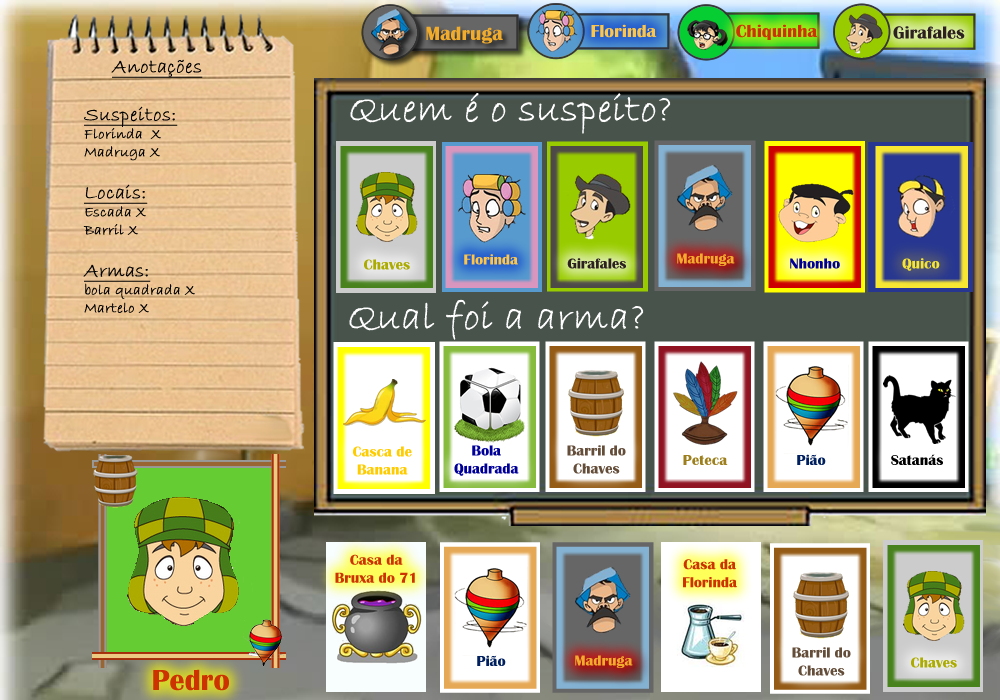 Madruga
Florinda
Chiquinha
Girafales
Anotações
Suspeitos:
Florinda X
Madruga X
Locais:
Escada X
Barril X
Armas:
bola quadrada X
Martelo X
Quem é o suspeito?
Chaves
Florinda
Girafales
Madruga
Nhonho
Quico
Qual foi a arma?
Casca de
Banana
Bola
Quadrada
Barril do
Chaves
Peteca
Pião
Satanás
Pedro
Casa da
Bruxa do 71
Pião
Madruga
Casa da
Florinda
Barril do
Chaves
Chaves